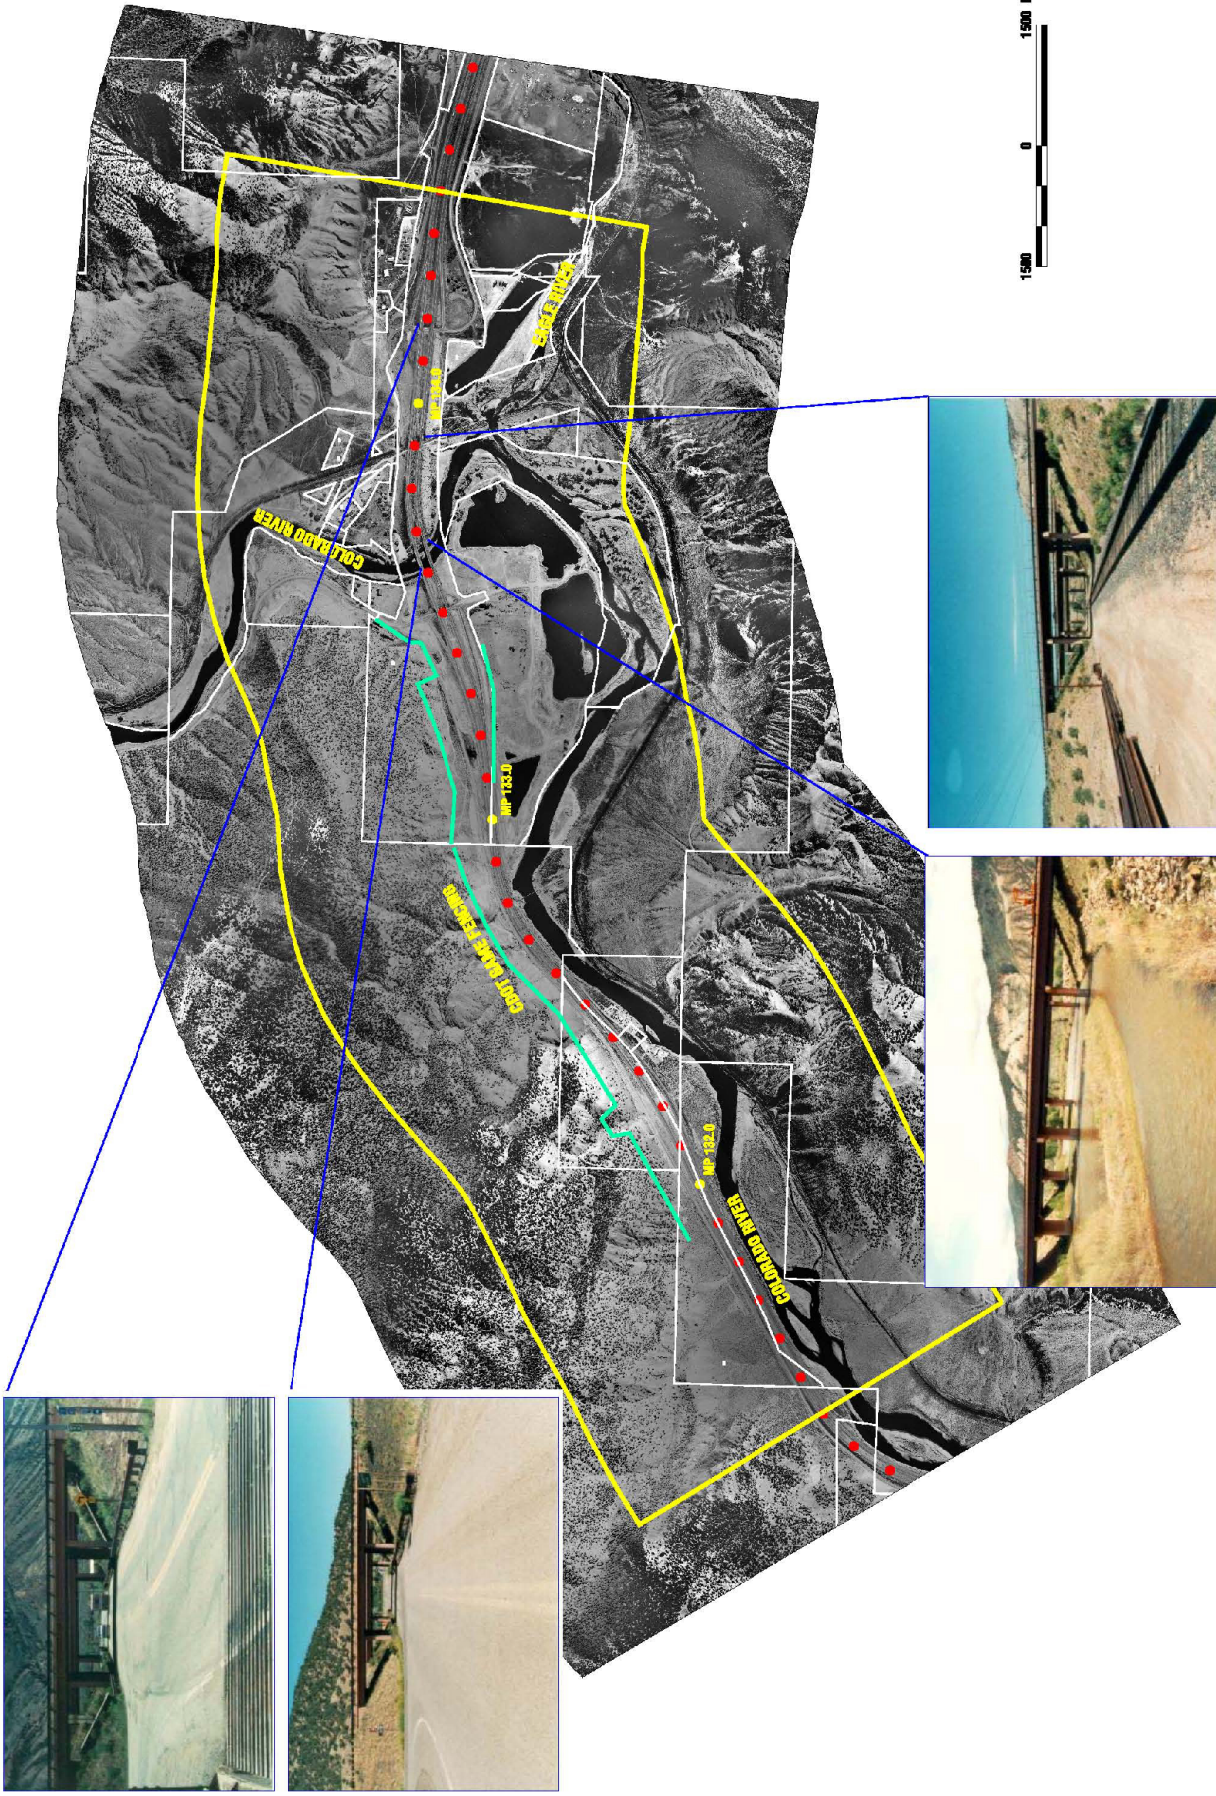 EAGLE RIVER
MP 134.0
COLORADO RIVER
MP 133.0
CDOT GAME FENCING
MP 132.0
COLORADO RIVER
1500
0
1500